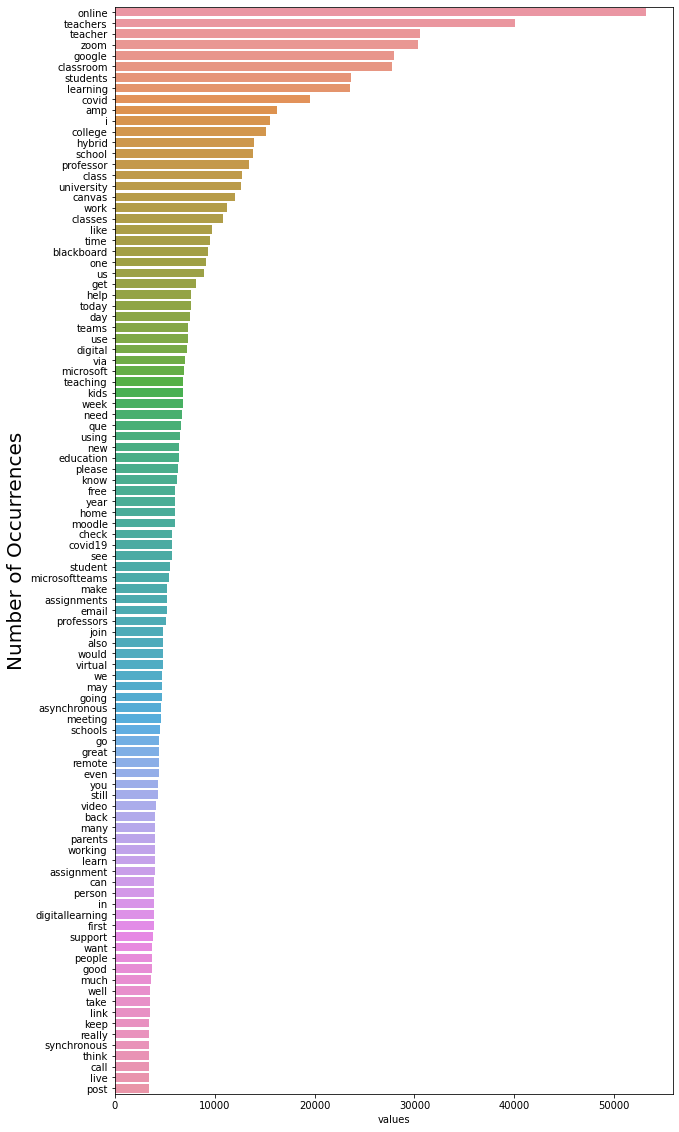 online
teachers
teacher
zoom
google
classroom
students
learning
covid
amp
i
college
hybrid
school
professor
class
university
canvas
work
classes
like
time
blackboard
one
us
get
help
today
day
teams
use
digital
via
microsoft
teaching
kids
week
need
que
using
new
education
please
know
free
year
home
moodle
check
covid19
see
student
microsoftteams
make
assignments
email
professors
join
also
would
virtual
we
may
going
asynchronous
meeting
schools
go
great
remote
even
you
still
video
back
many
parents
working
learn
assignment
can
person
in
digitallearning
first
support
want
people
good
much
well
take
link
keep
really
synchronous
think
call
live
post
Number of Occurrences
0 10000 20000 30000 40000 50000
values